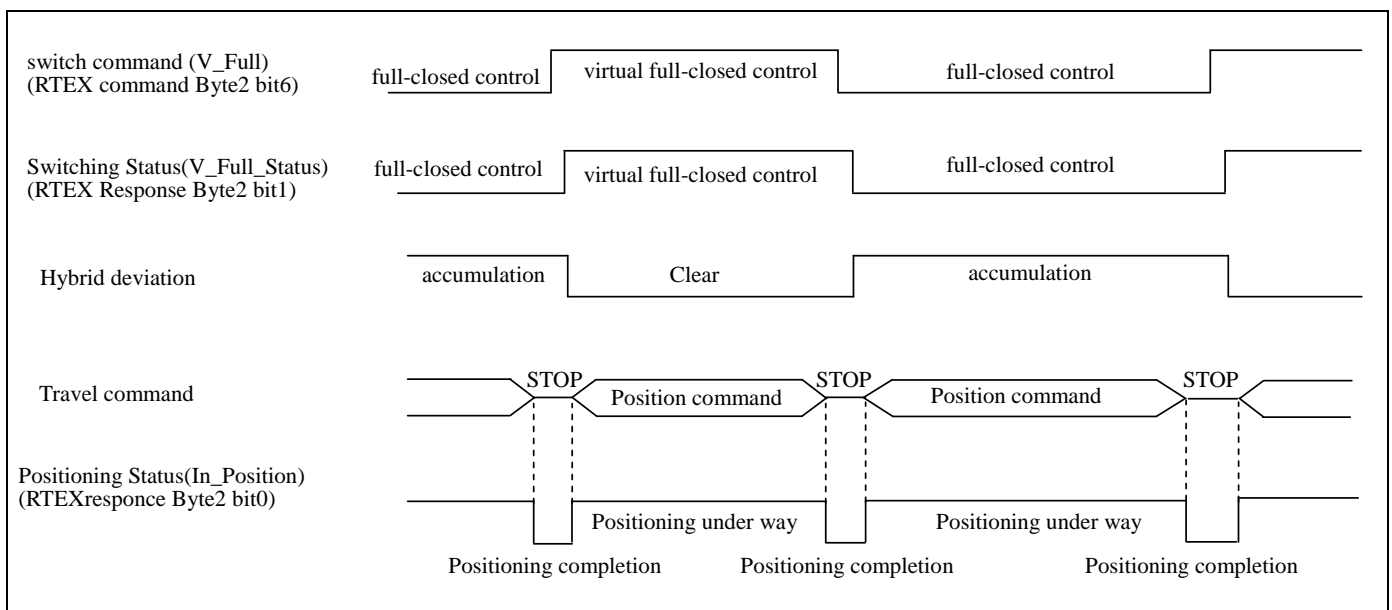 switch command (V_Full)
(RTEX command Byte2 bit6)
full-closed control
virtual full-closed control
full-closed control
Switching Status(V_Full_Status)
(RTEX Response Byte2 bit1)
full-closed control
virtual full-closed control
full-closed control
Hybrid deviation
accumulation
Clear
accumulation
Travel command
STOP
Position command
STOP
Position command
STOP
Positioning Status(In_Position)
(RTEXresponce Byte2 bit0)
Positioning under way
Positioning under way
Positioning completion
Positioning completion
Positioning completion